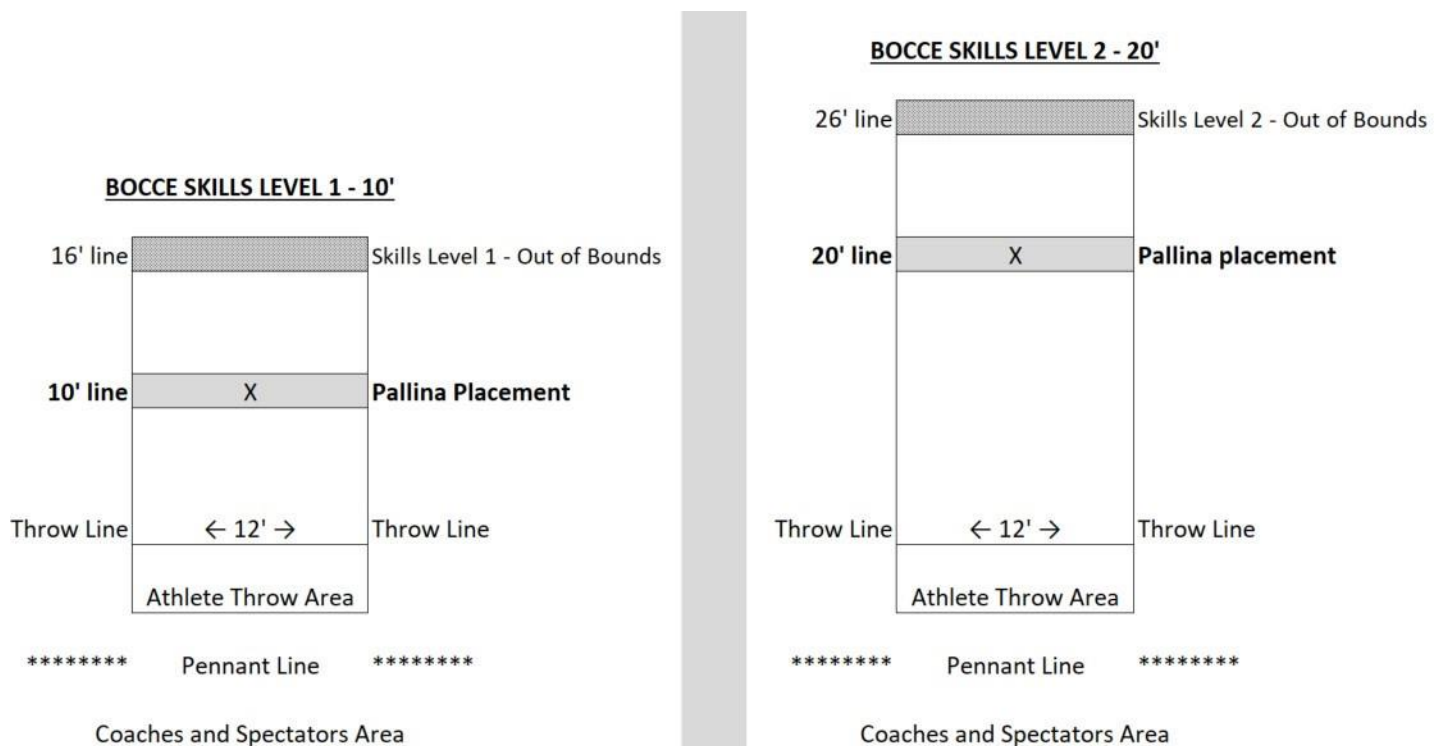 BOCCE SKILLS LEVEL 1 - 10'
16' line Skills Level 1 - Out of Bounds
10' line X Pallina Placement
Throw Line ← 12' → Throw Line
Athlete Throw Area
******** Pennant Line ********
Coaches and Spectators Area
BOCCE SKILLS LEVEL 2 - 20'
26' line Skills Level 2 - Out of Bounds
20' line X Pallina placement
Throw Line ← 12' → Throw Line
Athlete Throw Area
******** Pennant Line ********
Coaches and Spectators Area